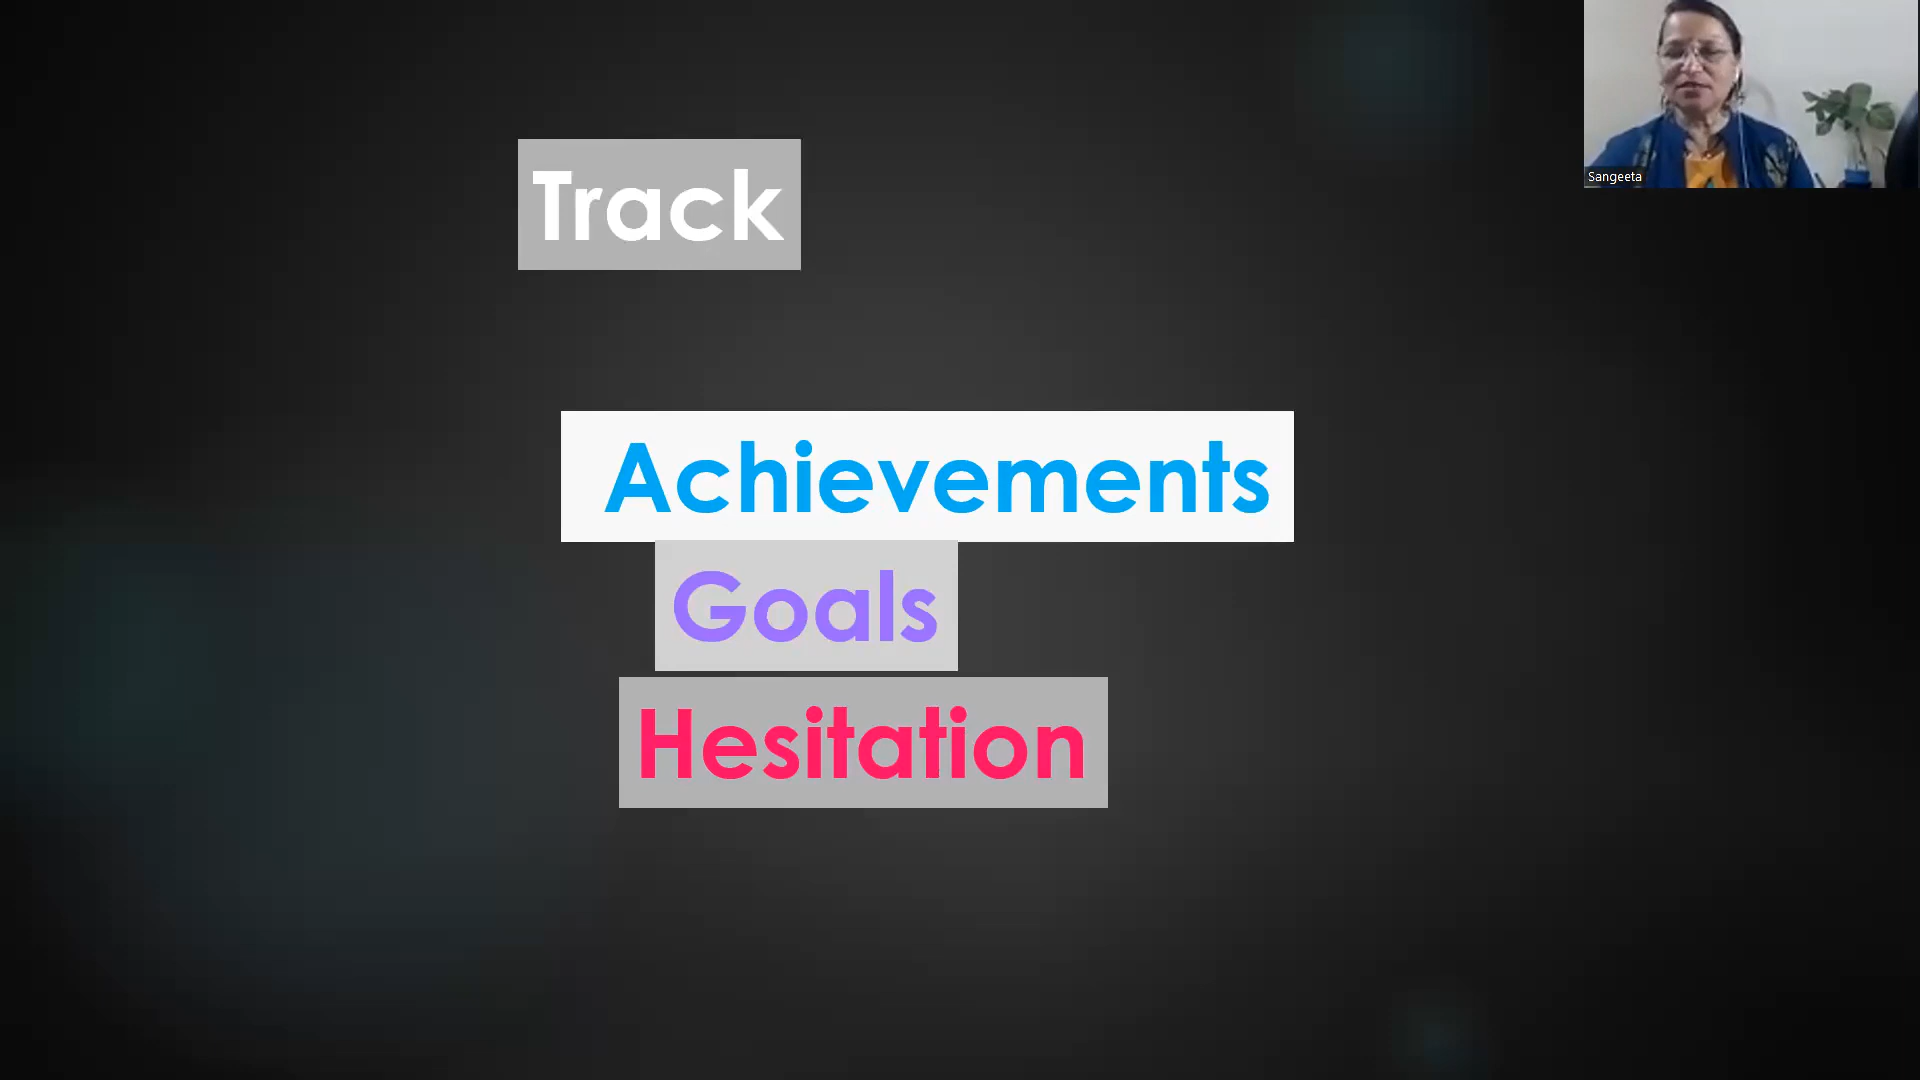 Sangeeta
Track
Achievements
Goals
Hesitation